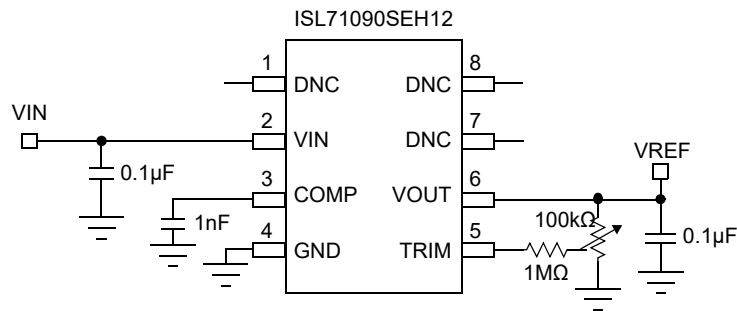 ISL71090SEH12
1
DNC
8
DNC
VIN
2
VIN
7
DNC
0.1µF
3
COMP
6
VOUT
VREF
1nF
4
GND
5
TRIM
100kΩ
1MΩ
0.1µF